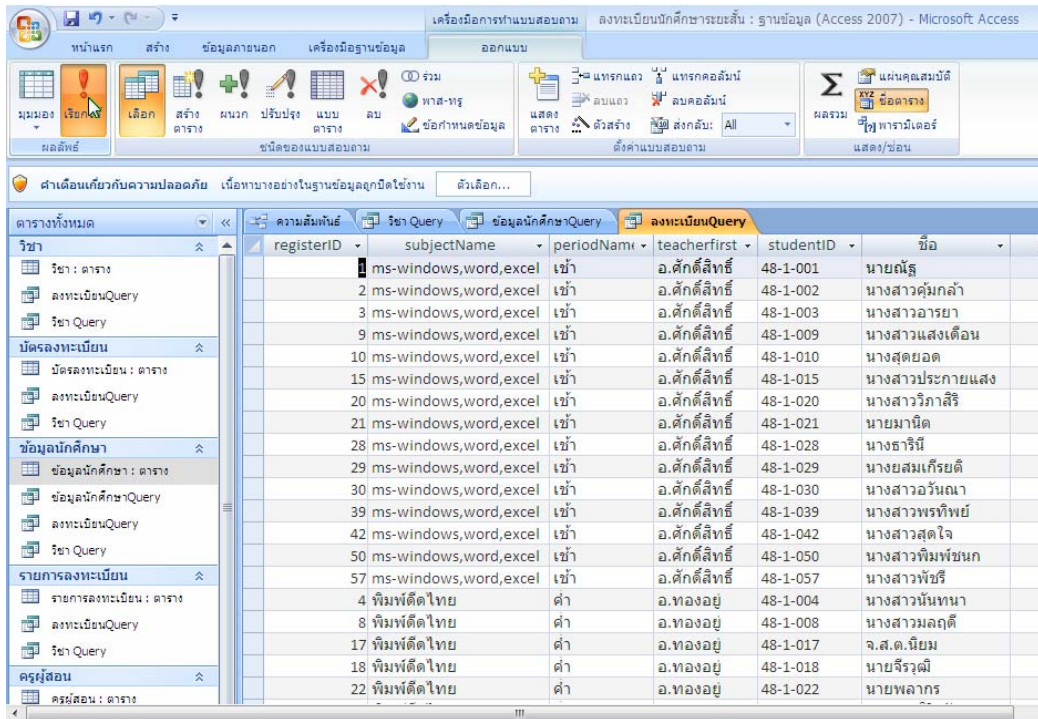 เครื่องมือการทำแบบสอบถาม ลงทะเบียนนักศึกษาระยะสั้น : ฐานข้อมูล (Access 2007) - Microsoft Access
หน้าแรก สร้าง ข้อมูลภายนอก เครื่องมือฐานข้อมูล ออกแบบ
มุมมอง
เลือก
สร้างตาราง
ผนวก
ปรับปรุง
แบบตาราง
ลบ
ร่วม
พาส-ทรู
ข้อกำหนดข้อมูล
แสดงตาราง
แทรกแถว
ลบแถว
ตัวสร้าง
แทรกคอลัมน์
ลบคอลัมน์
ส่งกลับ: All
ผลรวม
แผ่นคุณสมบัติ
ชื่อตาราง
พารามิเตอร์
ผลลัพธ์ ชนิดของแบบสอบถาม ตั้งค่าแบบสอบถาม แสดง/ซ่อน
คำเตือนเกี่ยวกับความปลอดภัย เนื้อหาบางอย่างในฐานข้อมูลถูกปิดใช้งาน ตัวเลือก...
ตารางทั้งหมด
วิชา
วิชา : ตาราง
ลงทะเบียนQuery
วิชา Query
บัตรลงทะเบียน
บัตรลงทะเบียน : ตาราง
ลงทะเบียนQuery
วิชา Query
ข้อมูลนักศึกษา
ข้อมูลนักศึกษา : ตาราง
ข้อมูลนักศึกษาQuery
ลงทะเบียนQuery
วิชา Query
รายการลงทะเบียน
รายการลงทะเบียน : ตาราง
ลงทะเบียนQuery
วิชา Query
ครูผู้สอน
ครูผู้สอน : ตาราง
ความสัมพันธ์ วิชา Query ข้อมูลนักศึกษาQuery ลงทะเบียนQuery
registerID subjectName periodName teacherfirst studentID ชื่อ
1 ms-windows,word,excel เช้า อ.ศักดิ์สิทธิ์ 48-1-001 นายณัฐ
2 ms-windows,word,excel เช้า อ.ศักดิ์สิทธิ์ 48-1-002 นางสาวคุ้มกล้า
3 ms-windows,word,excel เช้า อ.ศักดิ์สิทธิ์ 48-1-003 นางสาวอารยา
9 ms-windows,word,excel เช้า อ.ศักดิ์สิทธิ์ 48-1-009 นางสาวแสงเดือน
10 ms-windows,word,excel เช้า อ.ศักดิ์สิทธิ์ 48-1-010 นางสุดยอด
15 ms-windows,word,excel เช้า อ.ศักดิ์สิทธิ์ 48-1-015 นางสาวประกายแสง
20 ms-windows,word,excel เช้า อ.ศักดิ์สิทธิ์ 48-1-020 นางสาววิภาสิริ
21 ms-windows,word,excel เช้า อ.ศักดิ์สิทธิ์ 48-1-021 นายมานิต
28 ms-windows,word,excel เช้า อ.ศักดิ์สิทธิ์ 48-1-028 นางธารินี
29 ms-windows,word,excel เช้า อ.ศักดิ์สิทธิ์ 48-1-029 นางยสมเกียรติ
30 ms-windows,word,excel เช้า อ.ศักดิ์สิทธิ์ 48-1-030 นางสาวอวันณา
39 ms-windows,word,excel เช้า อ.ศักดิ์สิทธิ์ 48-1-039 นางสาวพรทิพย์
42 ms-windows,word,excel เช้า อ.ศักดิ์สิทธิ์ 48-1-042 นางสาวสุดใจ
50 ms-windows,word,excel เช้า อ.ศักดิ์สิทธิ์ 48-1-050 นางสาวพิมพ์ชนก
57 ms-windows,word,excel เช้า อ.ศักดิ์สิทธิ์ 48-1-057 นางสาวพัชรี
4 พิมพ์ดีดไทย ค่ำ อ.ทองอยู่ 48-1-004 นางสาวนันทนา
8 พิมพ์ดีดไทย ค่ำ อ.ทองอยู่ 48-1-008 นางสาวมลฤดี
17 พิมพ์ดีดไทย ค่ำ อ.ทองอยู่ 48-1-017 จ.ส.ต.นิยม
18 พิมพ์ดีดไทย ค่ำ อ.ทองอยู่ 48-1-018 นายจีรวุฒิ
22 พิมพ์ดีดไทย ค่ำ อ.ทองอยู่ 48-1-022 นายพลากร